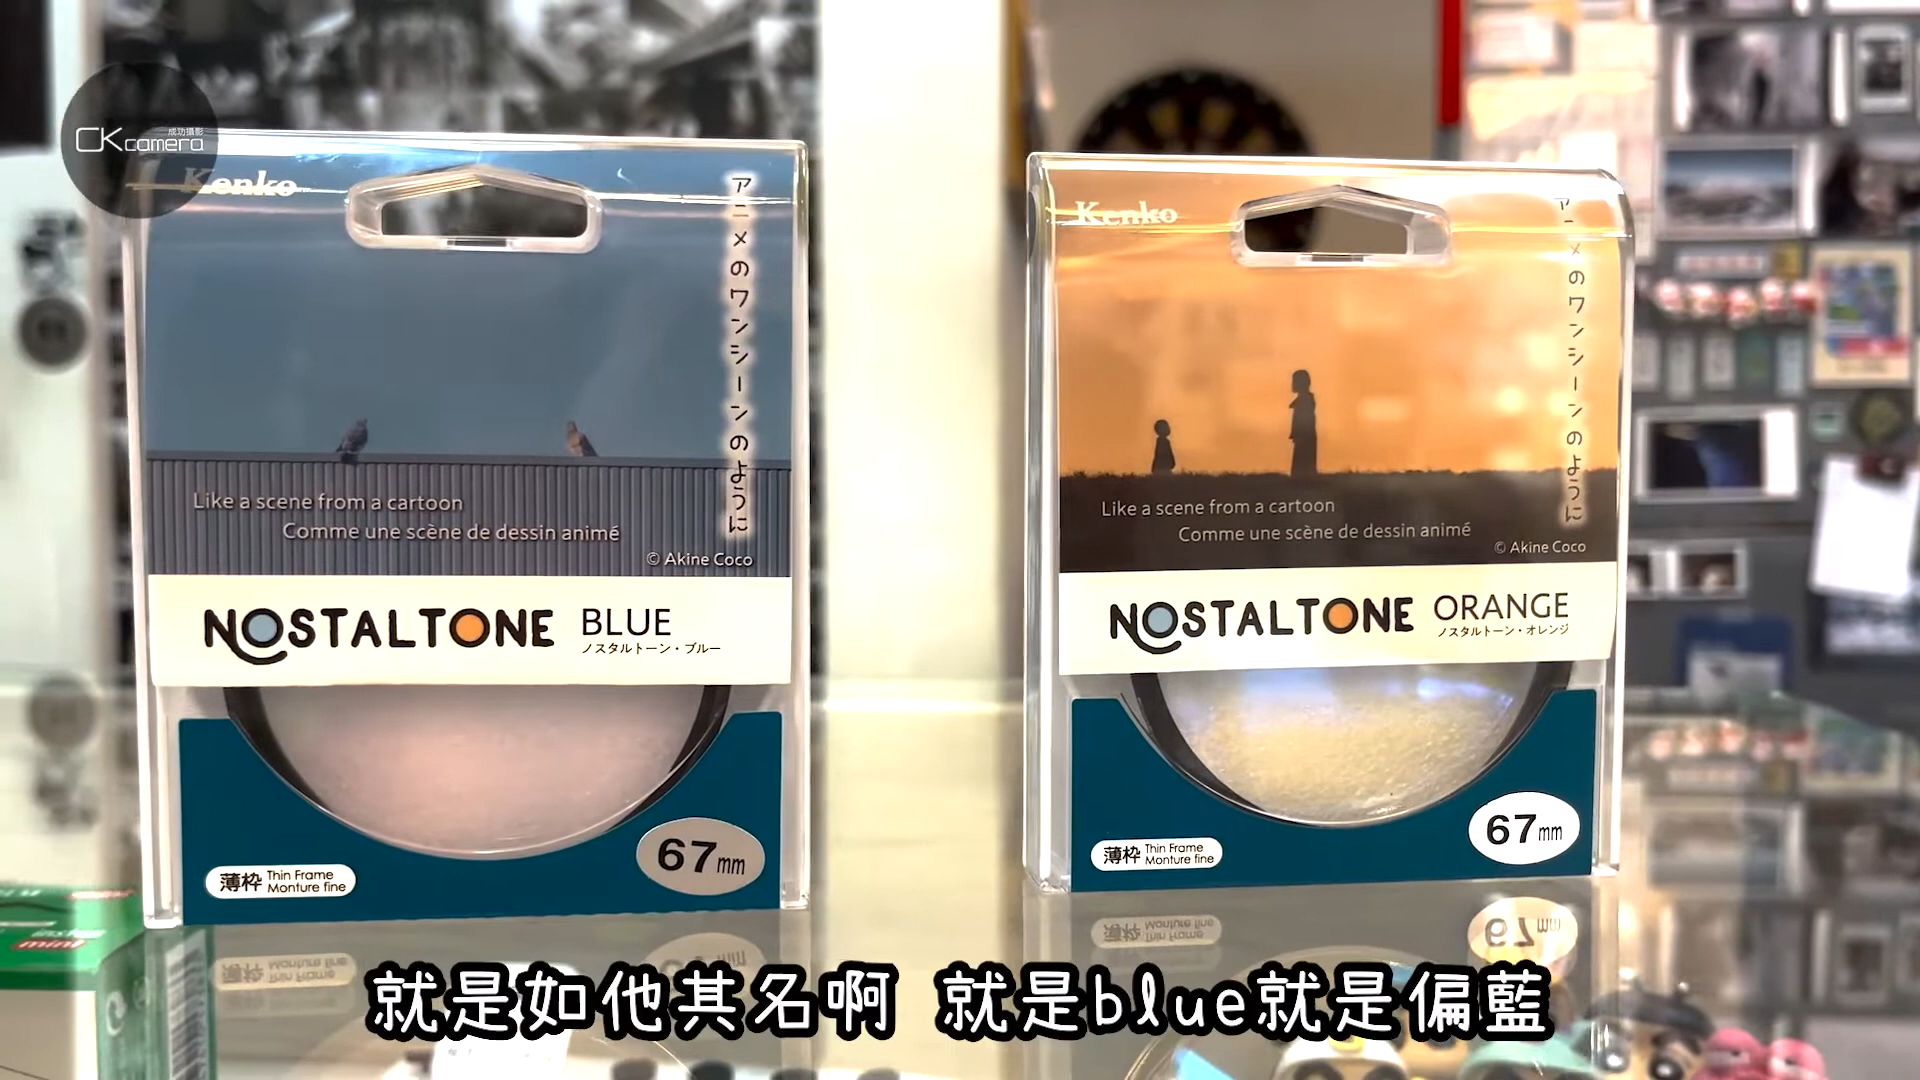 CKcamera
成功攝影
Kenko
アニメのワンシーンのように
Like a scene from a cartoon
Comme une scène de dessin animé
© Akine Coco
NOSTALTONE BLUE
ノスタルトーン・ブルー
薄枠 Thin Frame
Monture fine
67mm
Kenko
アニメのワンシーンのように
Like a scene from a cartoon
Comme une scène de dessin animé
© Akine Coco
NOSTALTONE ORANGE
ノスタルトーン・オレンジ
薄枠 Thin Frame
Monture fine
67mm
mini
就是如他其名啊 就是blue就是偏藍